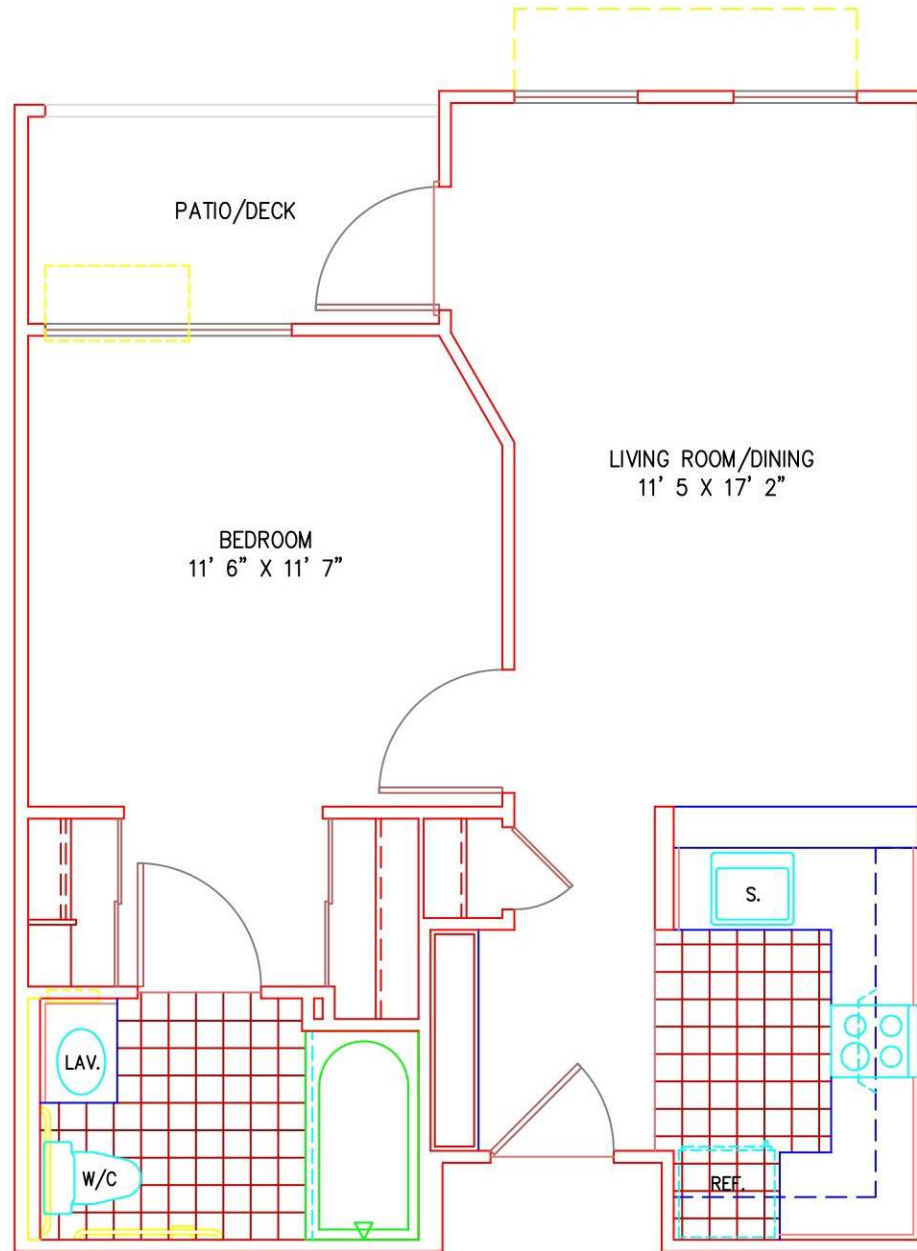 PATIO/DECK
LIVING ROOM/DINING
11' 5 X 17' 2"
BEDROOM
11' 6" X 11' 7"
S.
LAV.
W/C
REF.